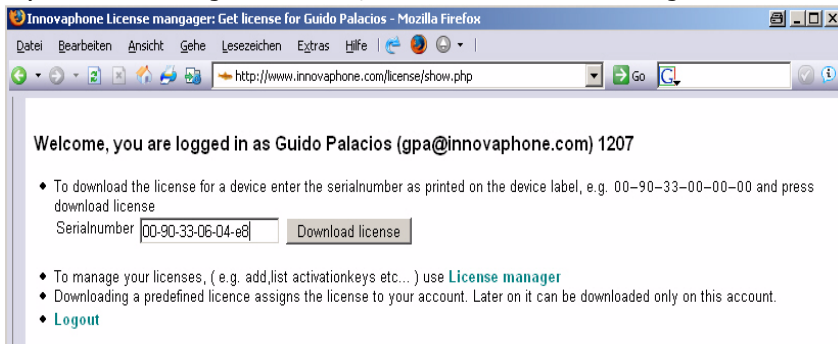 Innovaphone License mangager: Get license for Guido Palacios - Mozilla Firefox
Datei Bearbeiten Ansicht Gehe Lesezeichen Extras Hilfe
http://www.innovaphone.com/license/show.php Go
Welcome, you are logged in as Guido Palacios (gpa@innovaphone.com) 1207
To download the license for a device enter the serialnumber as printed on the device label, e.g. 00-90-33-00-00-00 and press
download license
Serialnumber 00-90-33-06-04-e8 Download license
To manage your licenses, ( e.g. add,list activationkeys etc... ) use License manager
Downloading a predefined licence assigns the license to your account. Later on it can be downloaded only on this account.
Logout